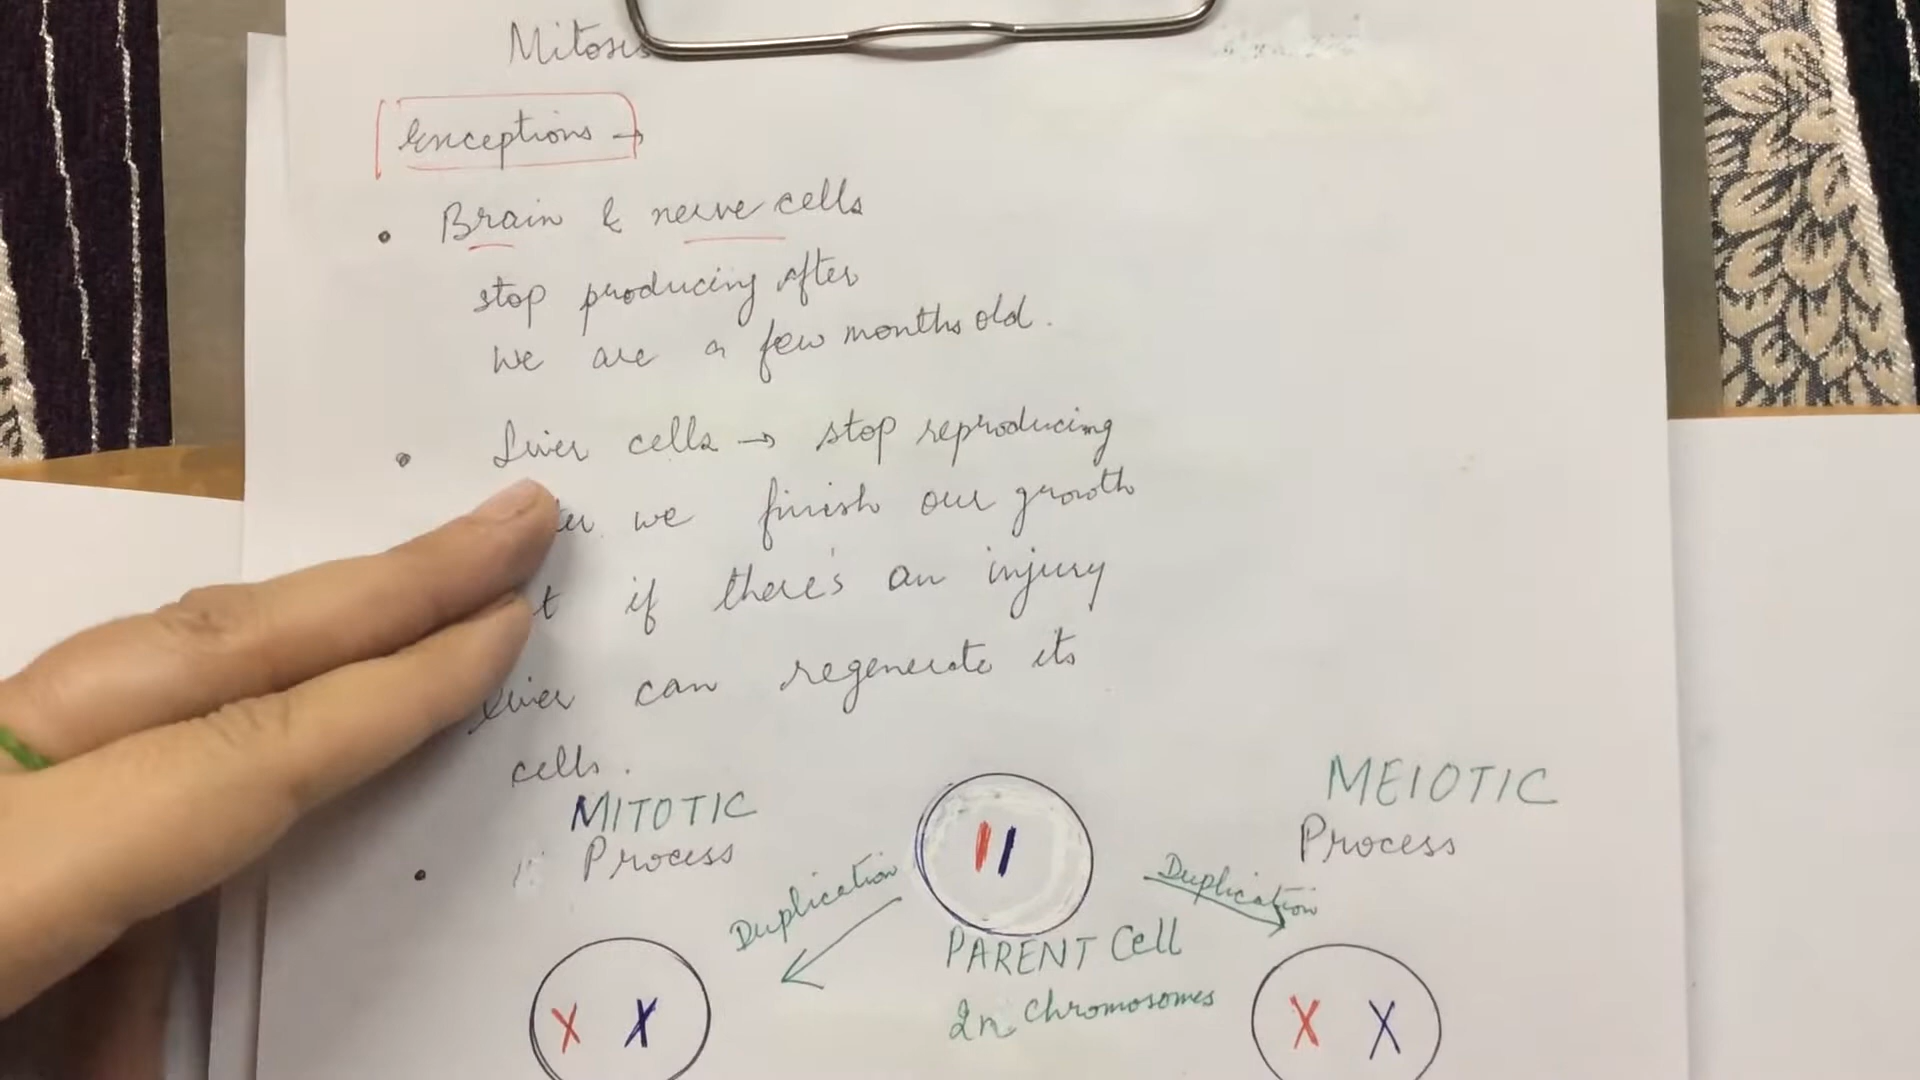 Mitosis
Exceptions →
• Brain & nerve cells
stop producing after
we are a few months old.
• Liver cells → stop reproducing
we finish our growth
if there's an injury
liver can regenerate its
cells.
MITOTIC
Process
•
Duplication
PARENT Cell
2n Chromosomes
MEIOTIC
Process
Duplication